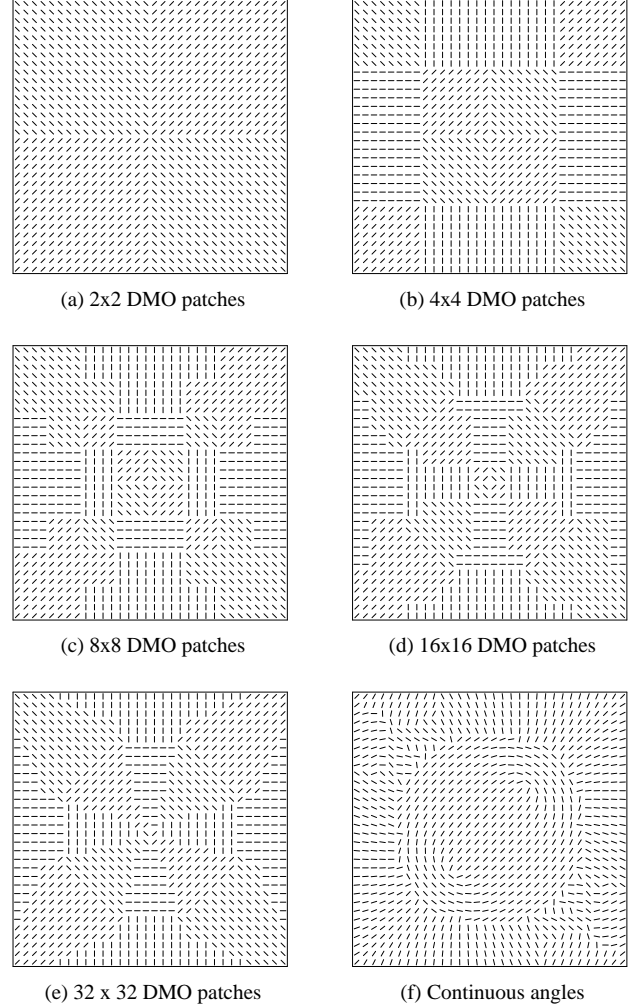 (a) 2x2 DMO patches
(b) 4x4 DMO patches
(c) 8x8 DMO patches
(d) 16x16 DMO patches
(e) 32 x 32 DMO patches
(f) Continuous angles